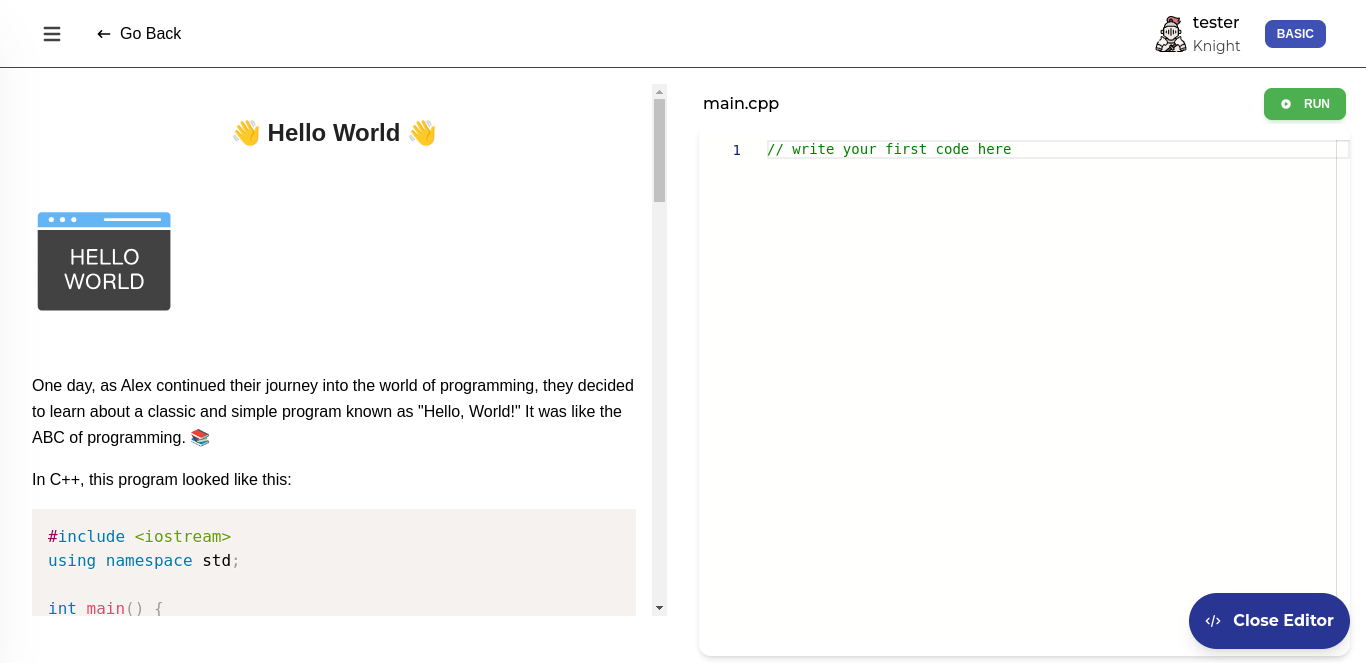 Go Back
tester
Knight
BASIC
👋 Hello World 👋
HELLO
WORLD
One day, as Alex continued their journey into the world of programming, they decided
to learn about a classic and simple program known as "Hello, World!" It was like the
ABC of programming. 📚
In C++, this program looked like this:
#include <iostream>
using namespace std;
int main() {
main.cpp
RUN
1 // write your first code here
</> Close Editor